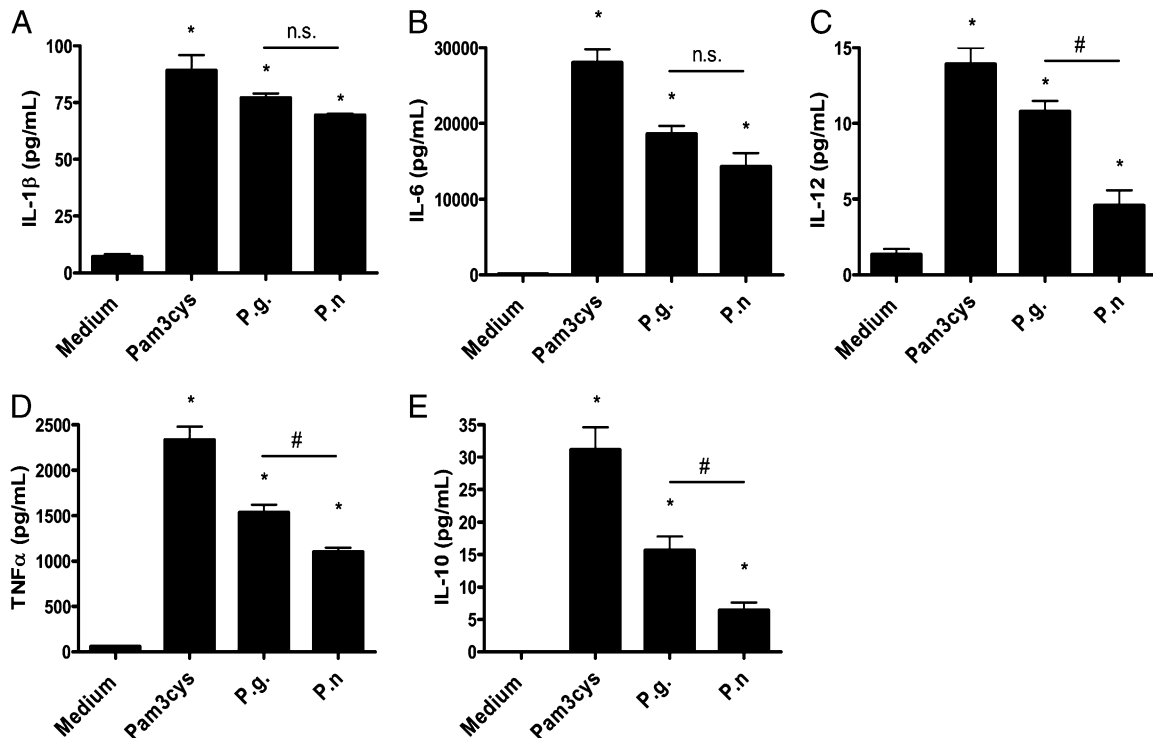 A
IL-1β (pg/mL)
100
75
50
25
0
*
*
*
n.s.
Medium
Pam3cys
P.g.
P.n
B
IL-6 (pg/mL)
30000
20000
10000
0
*
*
*
n.s.
Medium
Pam3cys
P.g.
P.n
C
IL-12 (pg/mL)
15
10
5
0
*
*
*
#
Medium
Pam3cys
P.g.
P.n
D
TNFα (pg/mL)
2500
2000
1500
1000
500
0
*
*
*
#
Medium
Pam3cys
P.g.
P.n
E
IL-10 (pg/mL)
35
30
25
20
15
10
5
0
*
*
*
#
Medium
Pam3cys
P.g.
P.n